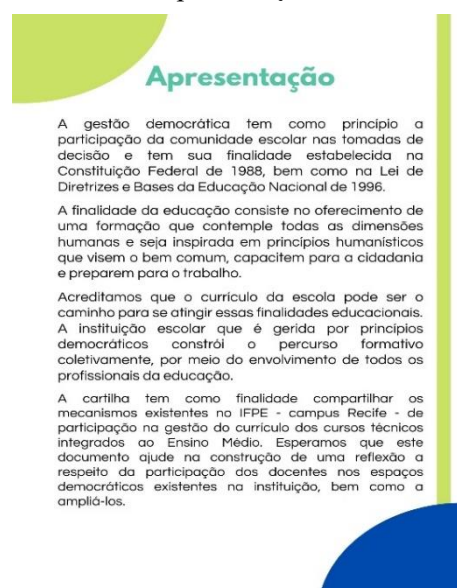 Apresentação
A gestão democrática tem como princípio a
participação da comunidade escolar nas tomadas de
decisão e tem sua finalidade estabelecida na
Constituição Federal de 1988, bem como na Lei de
Diretrizes e Bases da Educação Nacional de 1996.
A finalidade da educação consiste no oferecimento de
uma formação que contemple todas as dimensões
humanas e seja inspirada em princípios humanísticos
que visem o bem comum, capacitem para a cidadania
e preparem para o trabalho.
Acreditamos que o currículo da escola pode ser o
caminho para se atingir essas finalidades educacionais.
A instituição escolar que é gerida por princípios
democráticos constrói o percurso formativo
coletivamente, por meio do envolvimento de todos os
profissionais da educação.
A cartilha tem como finalidade compartilhar os
mecanismos existentes no IFPE - campus Recife - de
participação na gestão do currículo dos cursos técnicos
integrados ao Ensino Médio. Esperamos que este
documento ajude na construção de uma reflexão a
respeito da participação dos docentes nos espaços
democráticos existentes na instituição, bem como a
ampliá-los.